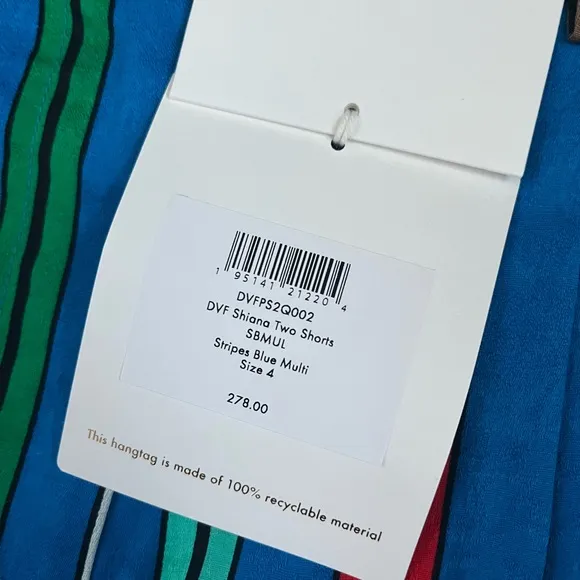 1 95141 21220 4
DVFPS2Q002
DVF Shiana Two Shorts
SBMUL
Stripes Blue Multi
Size 4
278.00
This hangtag is made of 100% recyclable material